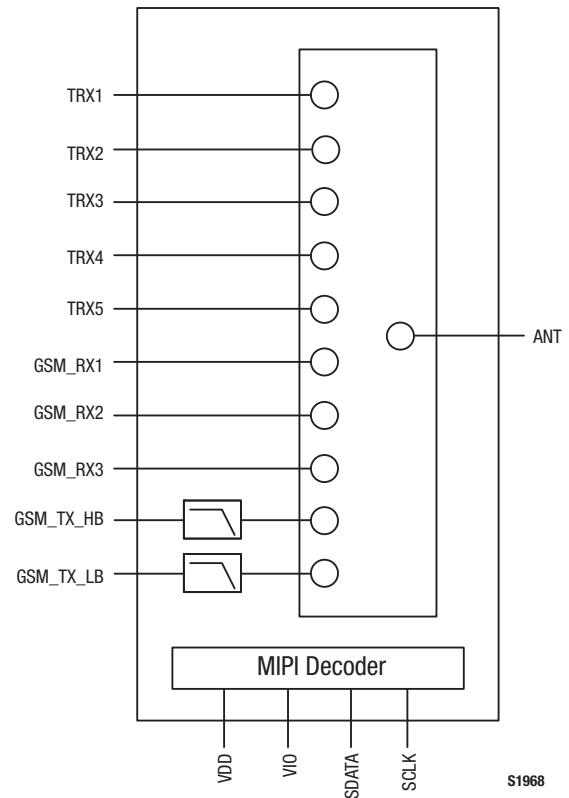 TRX1
TRX2
TRX3
TRX4
TRX5
ANT
GSM_RX1
GSM_RX2
GSM_RX3
GSM_TX_HB
GSM_TX_LB
MIPI Decoder
VDD
VIO
SDATA
SCLK
S1968